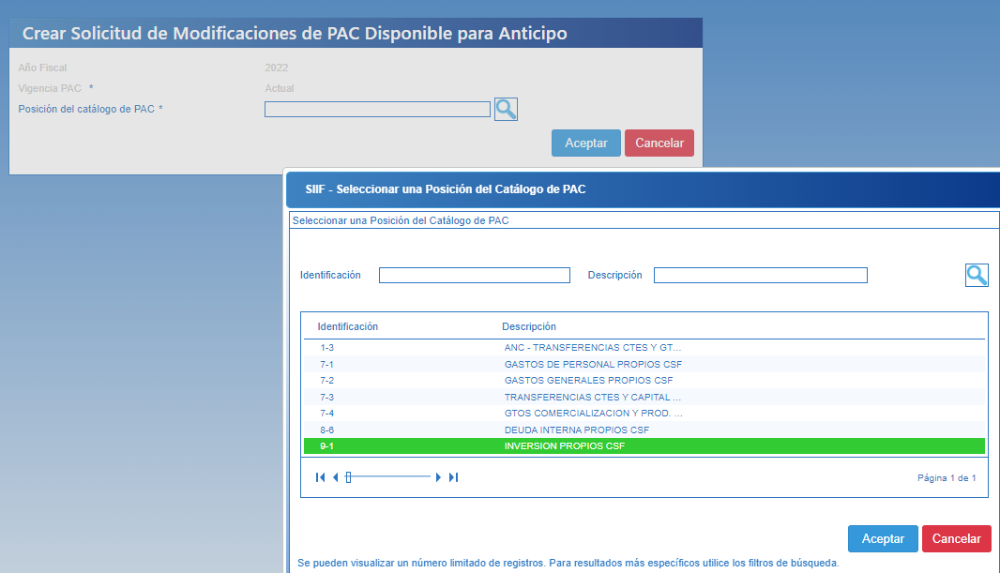 Crear Solicitud de Modificaciones de PAC Disponible para Anticipo
Año Fiscal 2022
Vigencia PAC * Actual
Posición del catálogo de PAC *
Aceptar Cancelar
SIIF - Seleccionar una Posición del Catálogo de PAC
Seleccionar una Posición del Catálogo de PAC
Identificación Descripción
Identificación Descripción
1-3 ANC - TRANSFERENCIAS CTES Y GT...
7-1 GASTOS DE PERSONAL PROPIOS CSF
7-2 GASTOS GENERALES PROPIOS CSF
7-3 TRANSFERENCIAS CTES Y CAPITAL ...
7-4 GTOS COMERCIALIZACION Y PROD. ...
8-6 DEUDA INTERNA PROPIOS CSF
9-1 INVERSION PROPIOS CSF
Página 1 de 1
Aceptar Cancelar
Se pueden visualizar un número limitado de registros. Para resultados más específicos utilice los filtros de búsqueda.